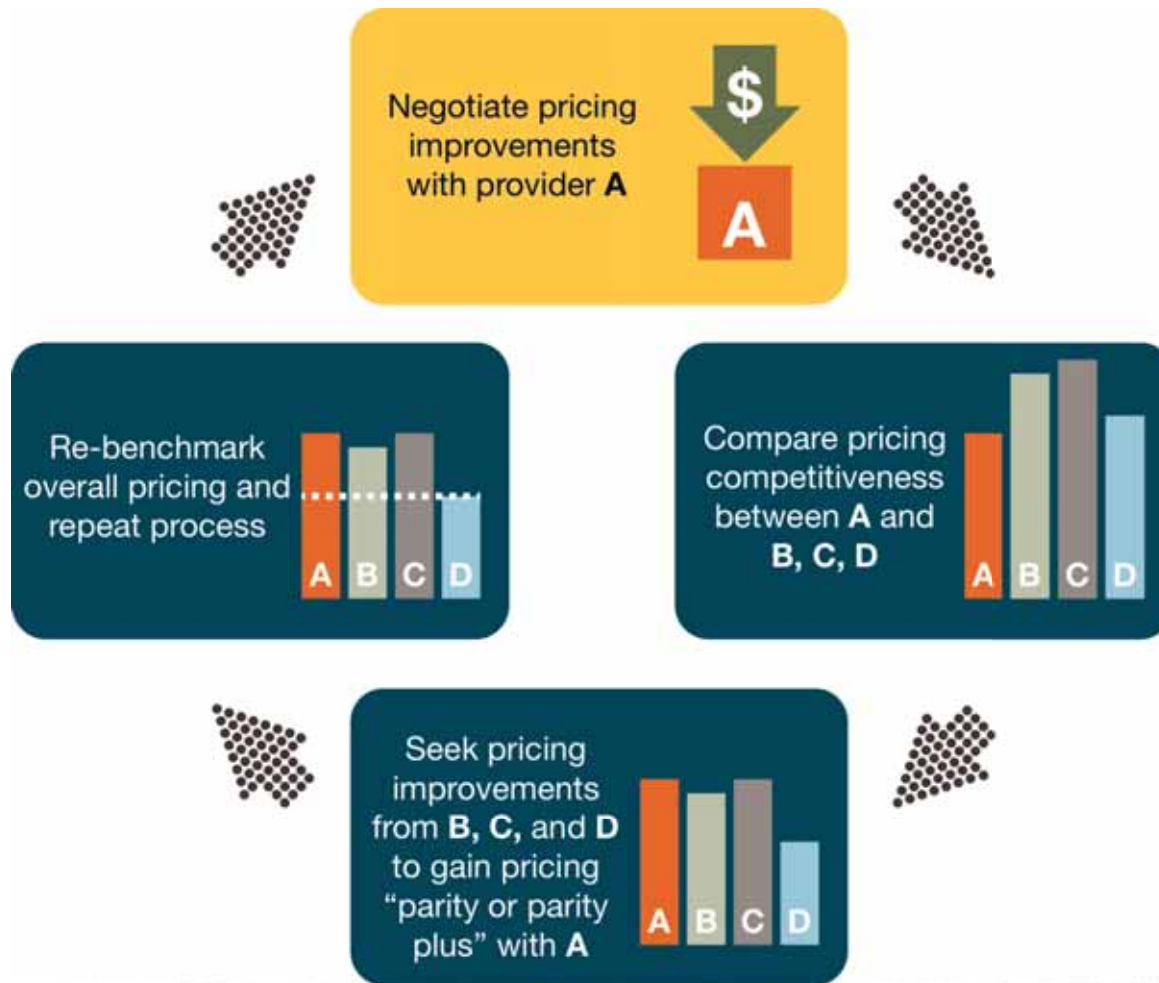 Negotiate pricing
improvements
with provider A
$
A
Compare pricing
competitiveness
between A and
B, C, D
A B C D
Seek pricing
improvements
from B, C, and D
to gain pricing
“parity or parity
plus” with A
A B C D
Re-benchmark
overall pricing and
repeat process
A B C D